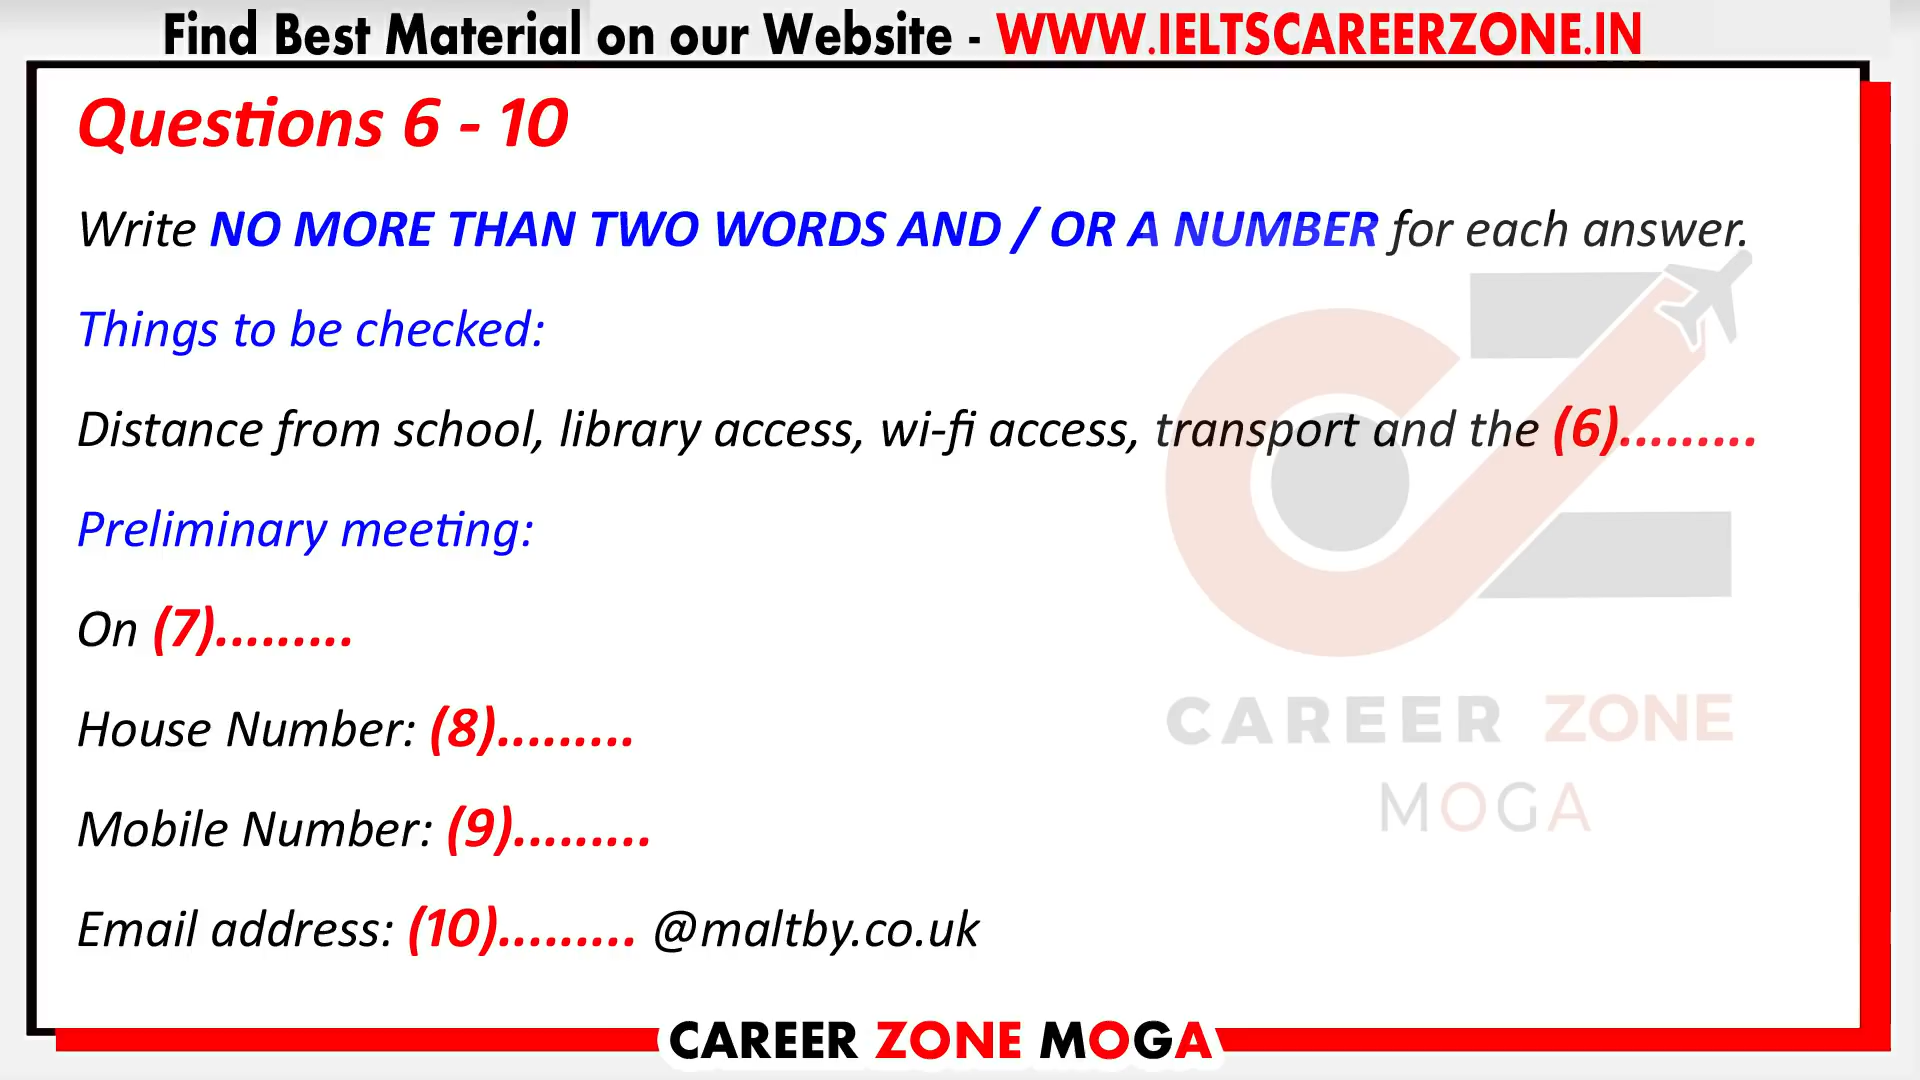 Find Best Material on our Website - WWW.IELTSCAREERZONE.IN
Questions 6 - 10
Write NO MORE THAN TWO WORDS AND / OR A NUMBER for each answer.
Things to be checked:
Distance from school, library access, wi-fi access, transport and the (6).........
Preliminary meeting:
On (7).........
House Number: (8).........
Mobile Number: (9).........
Email address: (10)......... @maltby.co.uk
CAREER ZONE
MOGA
CAREER ZONE MOGA